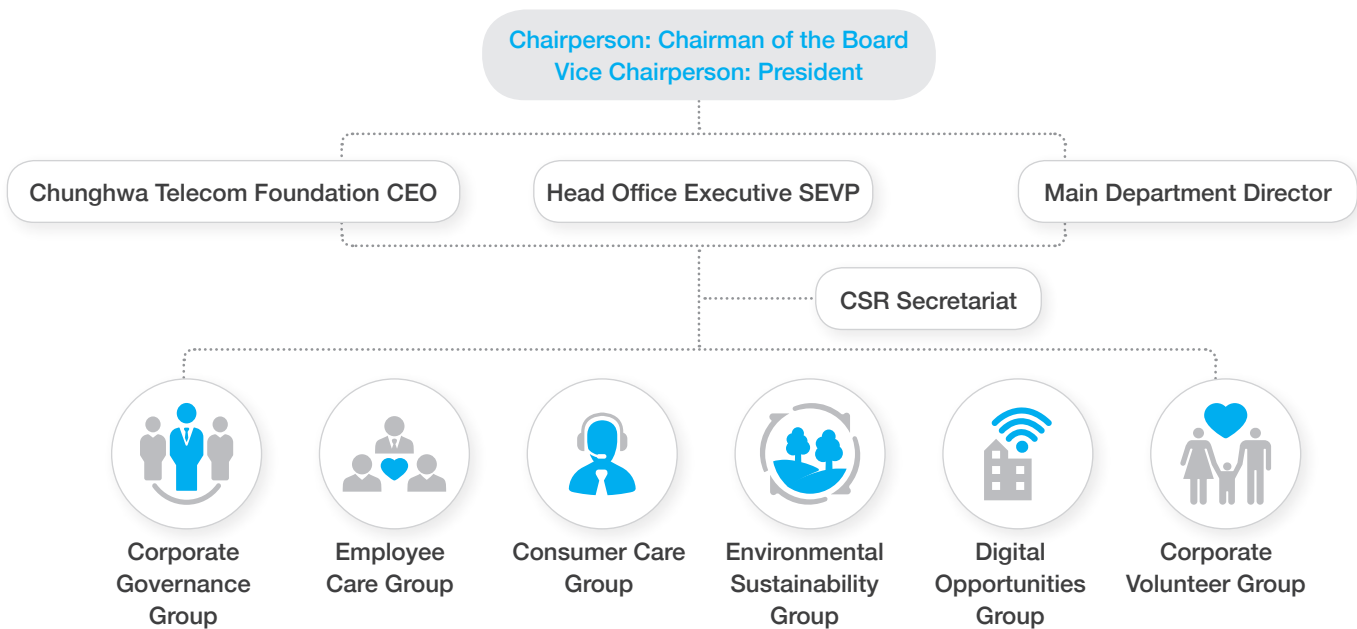 Chairperson: Chairman of the Board
Vice Chairperson: President
Chunghwa Telecom Foundation CEO
Head Office Executive SEVP
Main Department Director
CSR Secretariat
Corporate
Governance
Group
Employee
Care Group
Consumer Care
Group
Environmental
Sustainability
Group
Digital
Opportunities
Group
Corporate
Volunteer Group